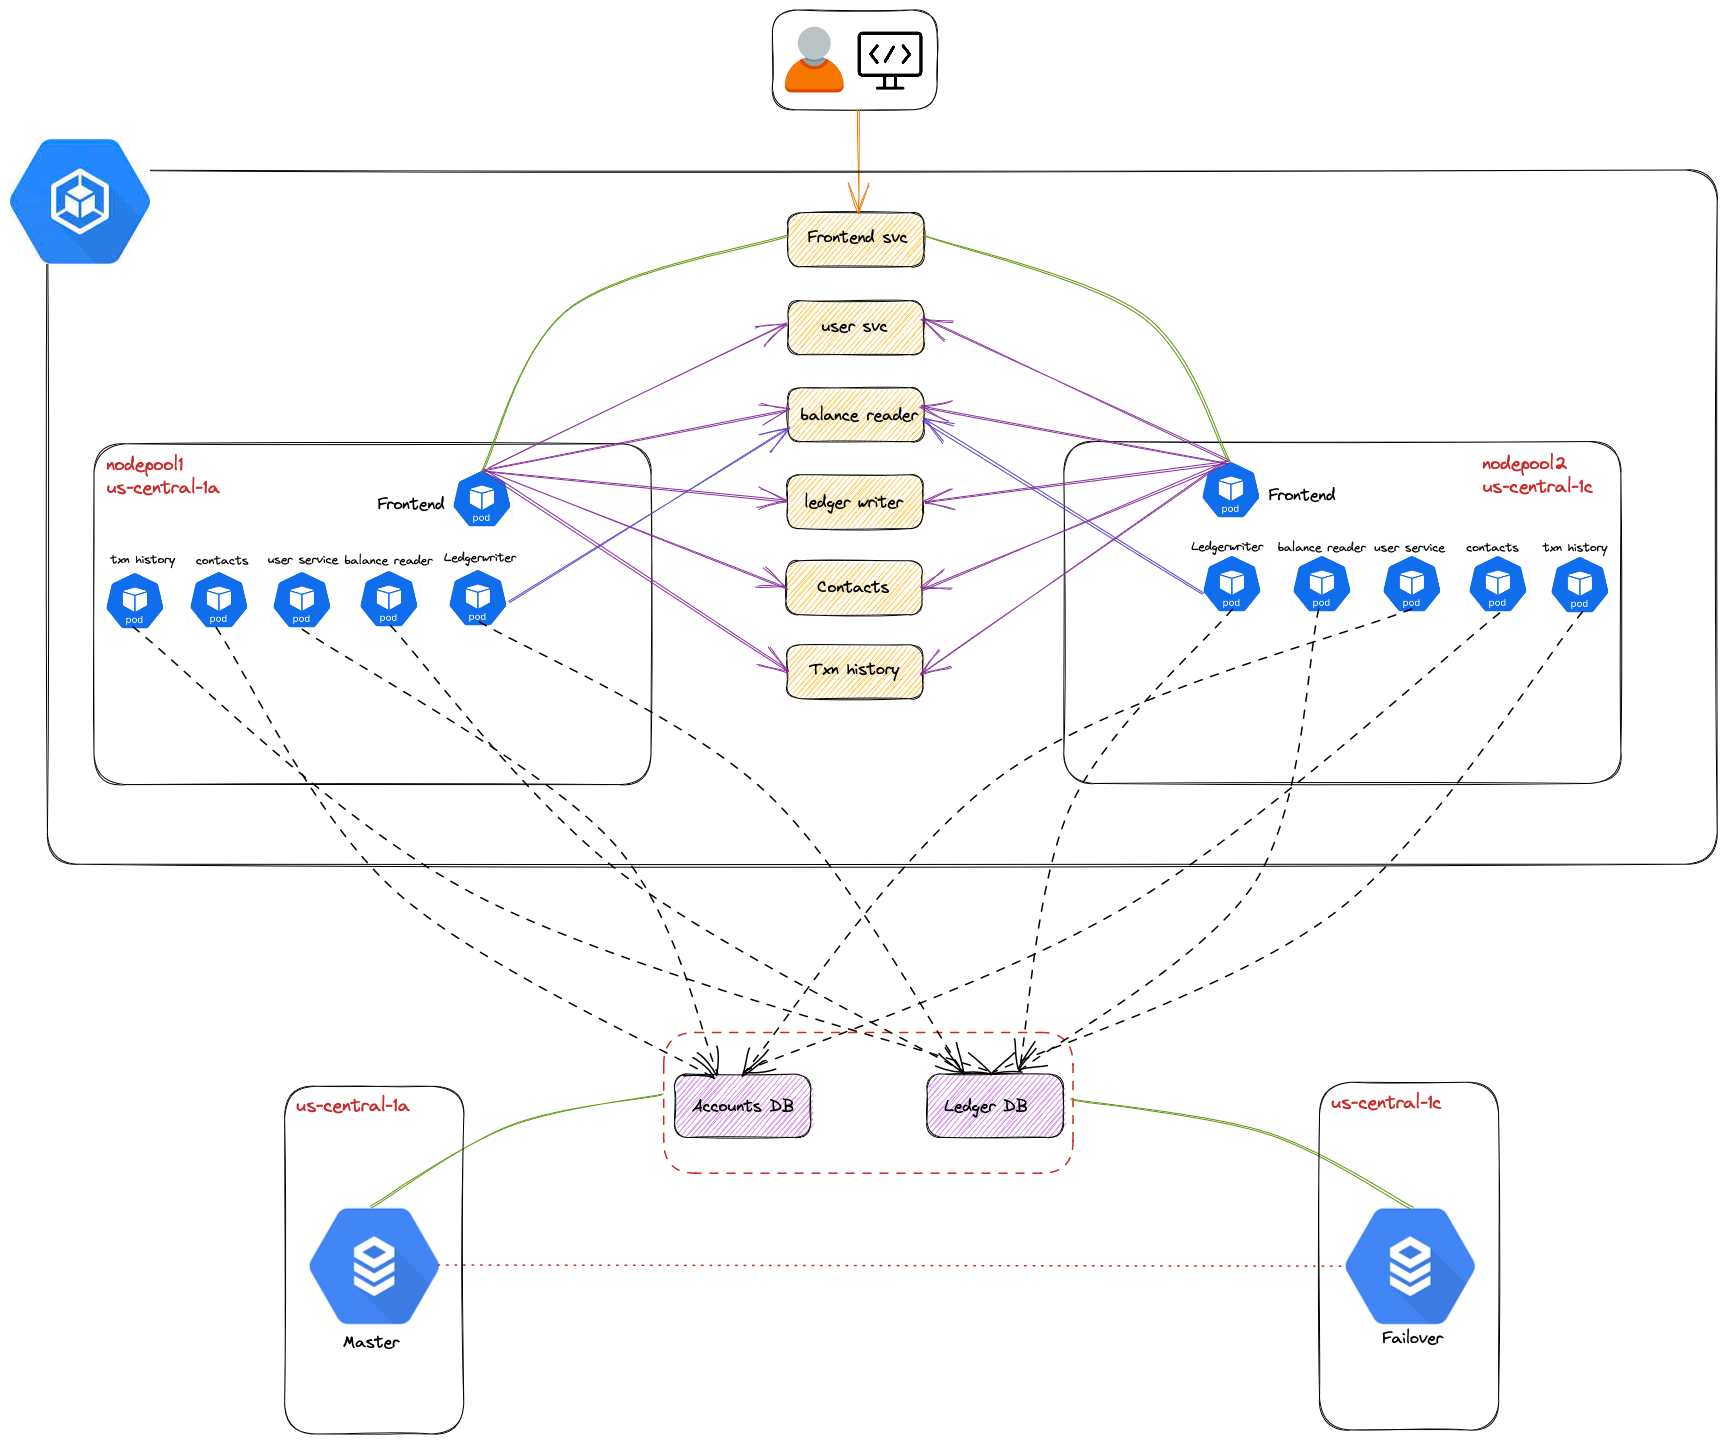 </>
Frontend svc
user svc
balance reader
ledger writer
Contacts
Txn history
nodepool1
us-central-1a
Frontend
pod
txn history
contacts
user service
balance reader
Ledgerwriter
pod
pod
pod
pod
pod
nodepool2
us-central-1c
Frontend
pod
Ledgerwriter
balance reader
user service
contacts
txn history
pod
pod
pod
pod
pod
Accounts DB
Ledger DB
us-central-1a
Master
us-central-1c
Failover